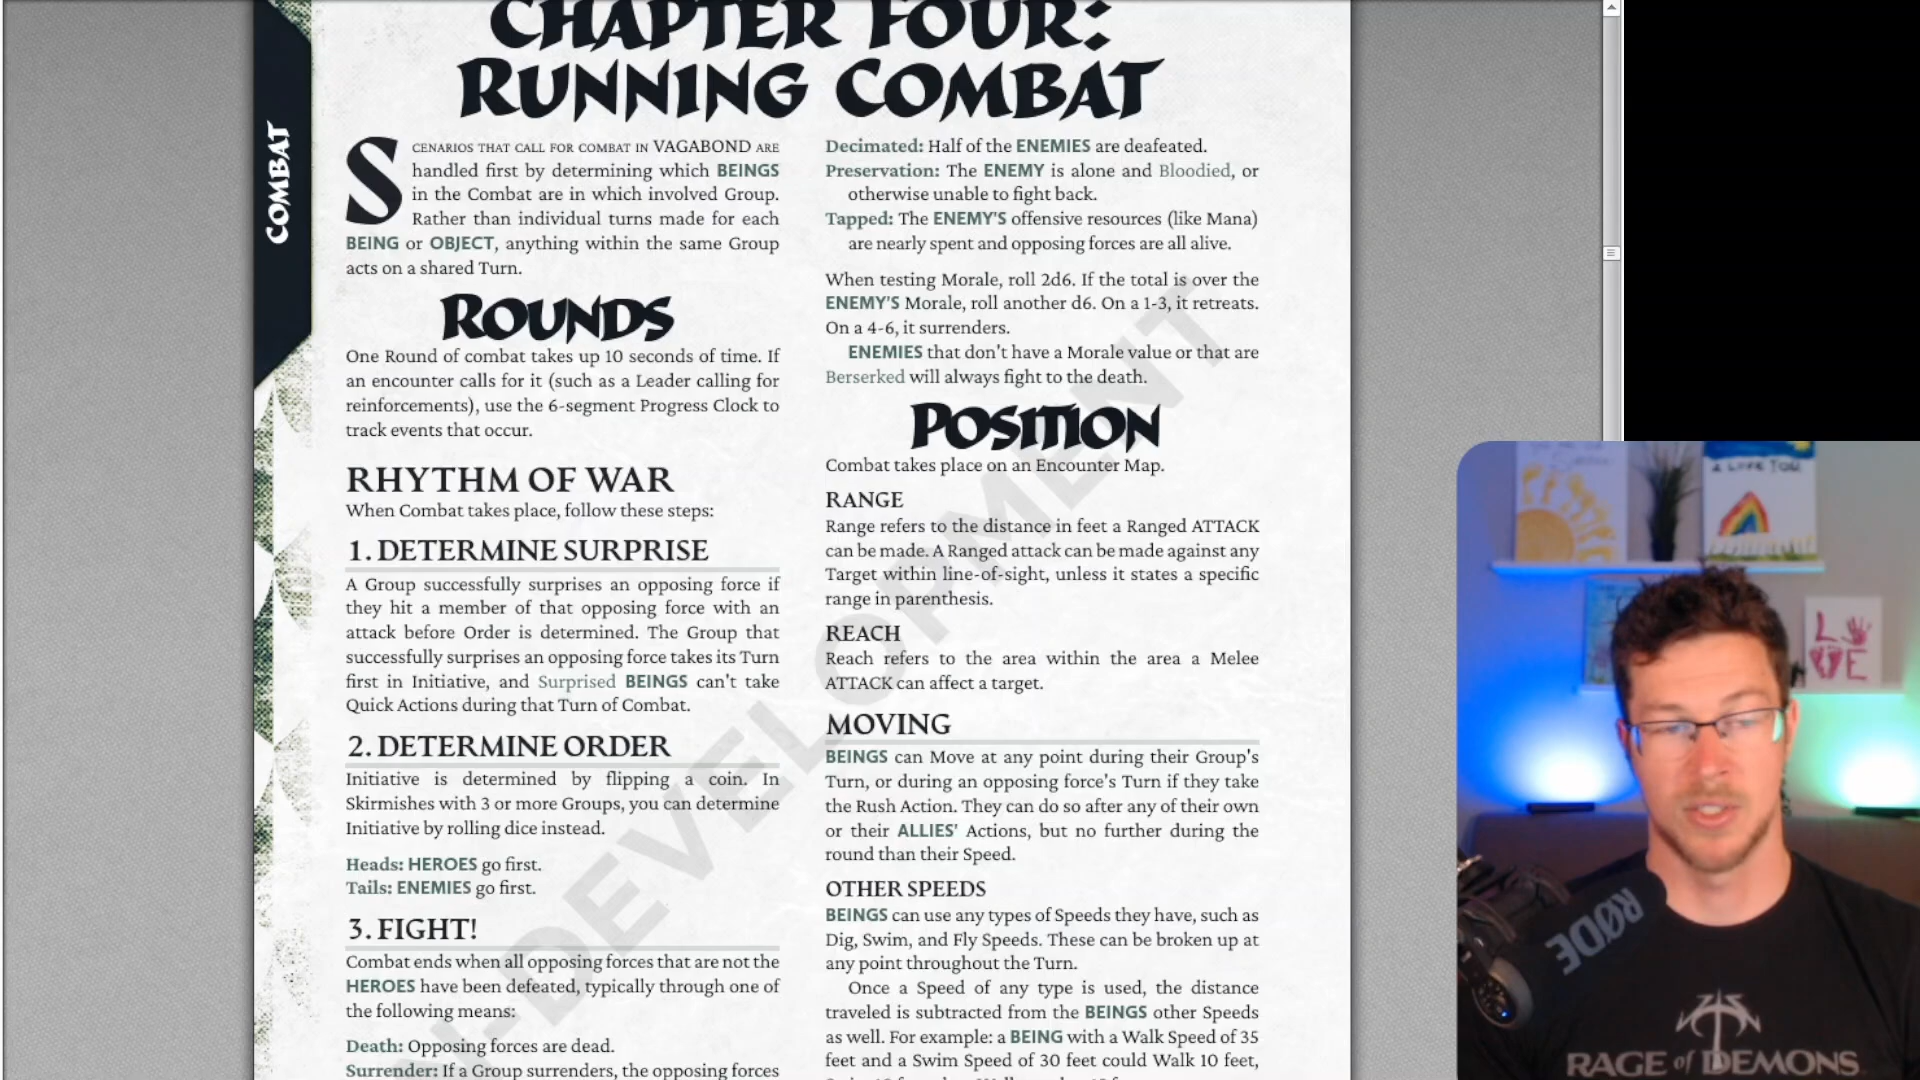 CHAPTER FOUR:
RUNNING COMBAT
COMBAT
SCENARIOS THAT CALL FOR COMBAT IN VAGABOND ARE
handled first by determining which BEINGS
in the Combat are in which involved Group.
Rather than individual turns made for each
BEING or OBJECT, anything within the same Group
acts on a shared Turn.
ROUNDS
One Round of combat takes up 10 seconds of time. If
an encounter calls for it (such as a Leader calling for
reinforcements), use the 6-segment Progress Clock to
track events that occur.
RHYTHM OF WAR
When Combat takes place, follow these steps:
1. DETERMINE SURPRISE
A Group successfully surprises an opposing force if
they hit a member of that opposing force with an
attack before Order is determined. The Group that
successfully surprises an opposing force takes its Turn
first in Initiative, and Surprised BEINGS can't take
Quick Actions during that Turn of Combat.
2. DETERMINE ORDER
Initiative is determined by flipping a coin. In
Skirmishes with 3 or more Groups, you can determine
Initiative by rolling dice instead.
Heads: HEROES go first.
Tails: ENEMIES go first.
3. FIGHT!
Combat ends when all opposing forces that are not the
HEROES have been defeated, typically through one of
the following means:
Death: Opposing forces are dead.
Surrender: If a Group surrenders, the opposing forces
Decimated: Half of the ENEMIES are deafeated.
Preservation: The ENEMY is alone and Bloodied, or
otherwise unable to fight back.
Tapped: The ENEMY'S offensive resources (like Mana)
are nearly spent and opposing forces are all alive.
When testing Morale, roll 2d6. If the total is over the
ENEMY'S Morale, roll another d6. On a 1-3, it retreats.
On a 4-6, it surrenders.
ENEMIES that don't have a Morale value or that are
Berserked will always fight to the death.
POSITION
Combat takes place on an Encounter Map.
RANGE
Range refers to the distance in feet a Ranged ATTACK
can be made. A Ranged attack can be made against any
Target within line-of-sight, unless it states a specific
range in parenthesis.
REACH
Reach refers to the area within the area a Melee
ATTACK can affect a target.
MOVING
BEINGS can Move at any point during their Group's
Turn, or during an opposing force's Turn if they take
the Rush Action. They can do so after any of their own
or their ALLIES' Actions, but no further during the
round than their Speed.
OTHER SPEEDS
BEINGS can use any types of Speeds they have, such as
Dig, Swim, and Fly Speeds. These can be broken up at
any point throughout the Turn.
Once a Speed of any type is used, the distance
traveled is subtracted from the BEINGS other Speeds
as well. For example: a BEING with a Walk Speed of 35
feet and a Swim Speed of 30 feet could Walk 10 feet,
N-DEVELOPMENT
I LOVE YOU
LOVE
RØDE
RAGE of DEMONS